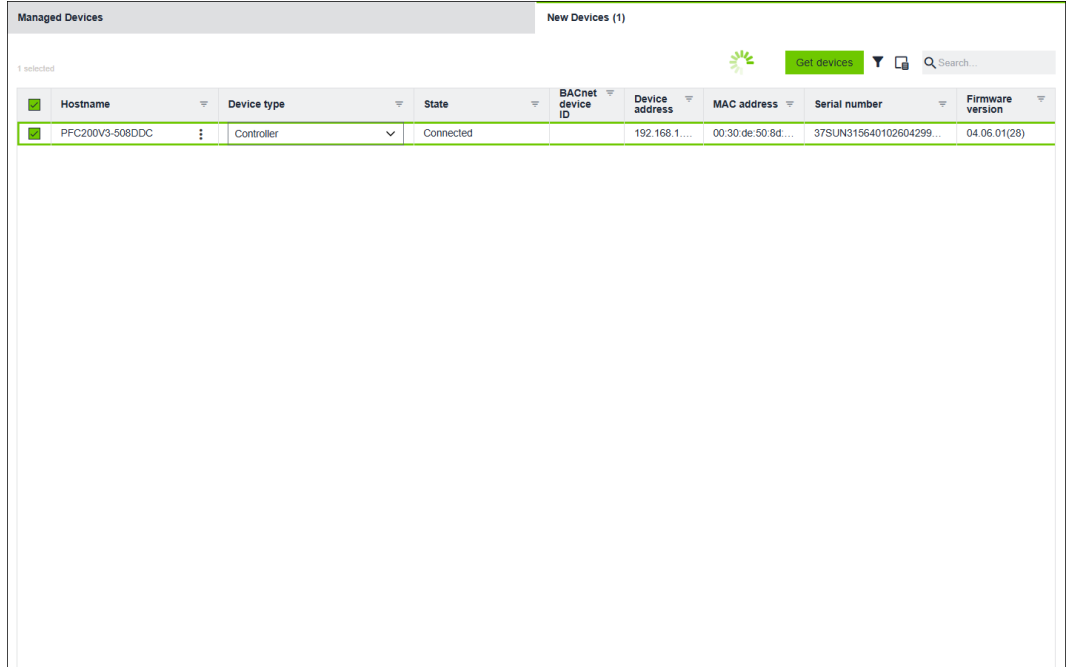 Managed Devices New Devices (1)
1 selected Get devices Search...
Hostname Device type State BACnet device ID Device address MAC address Serial number Firmware version
PFC200V3-508DDC Controller Connected 192.168.1.... 00:30:de:50:8d:... 37SUN315640102604299... 04.06.01(28)